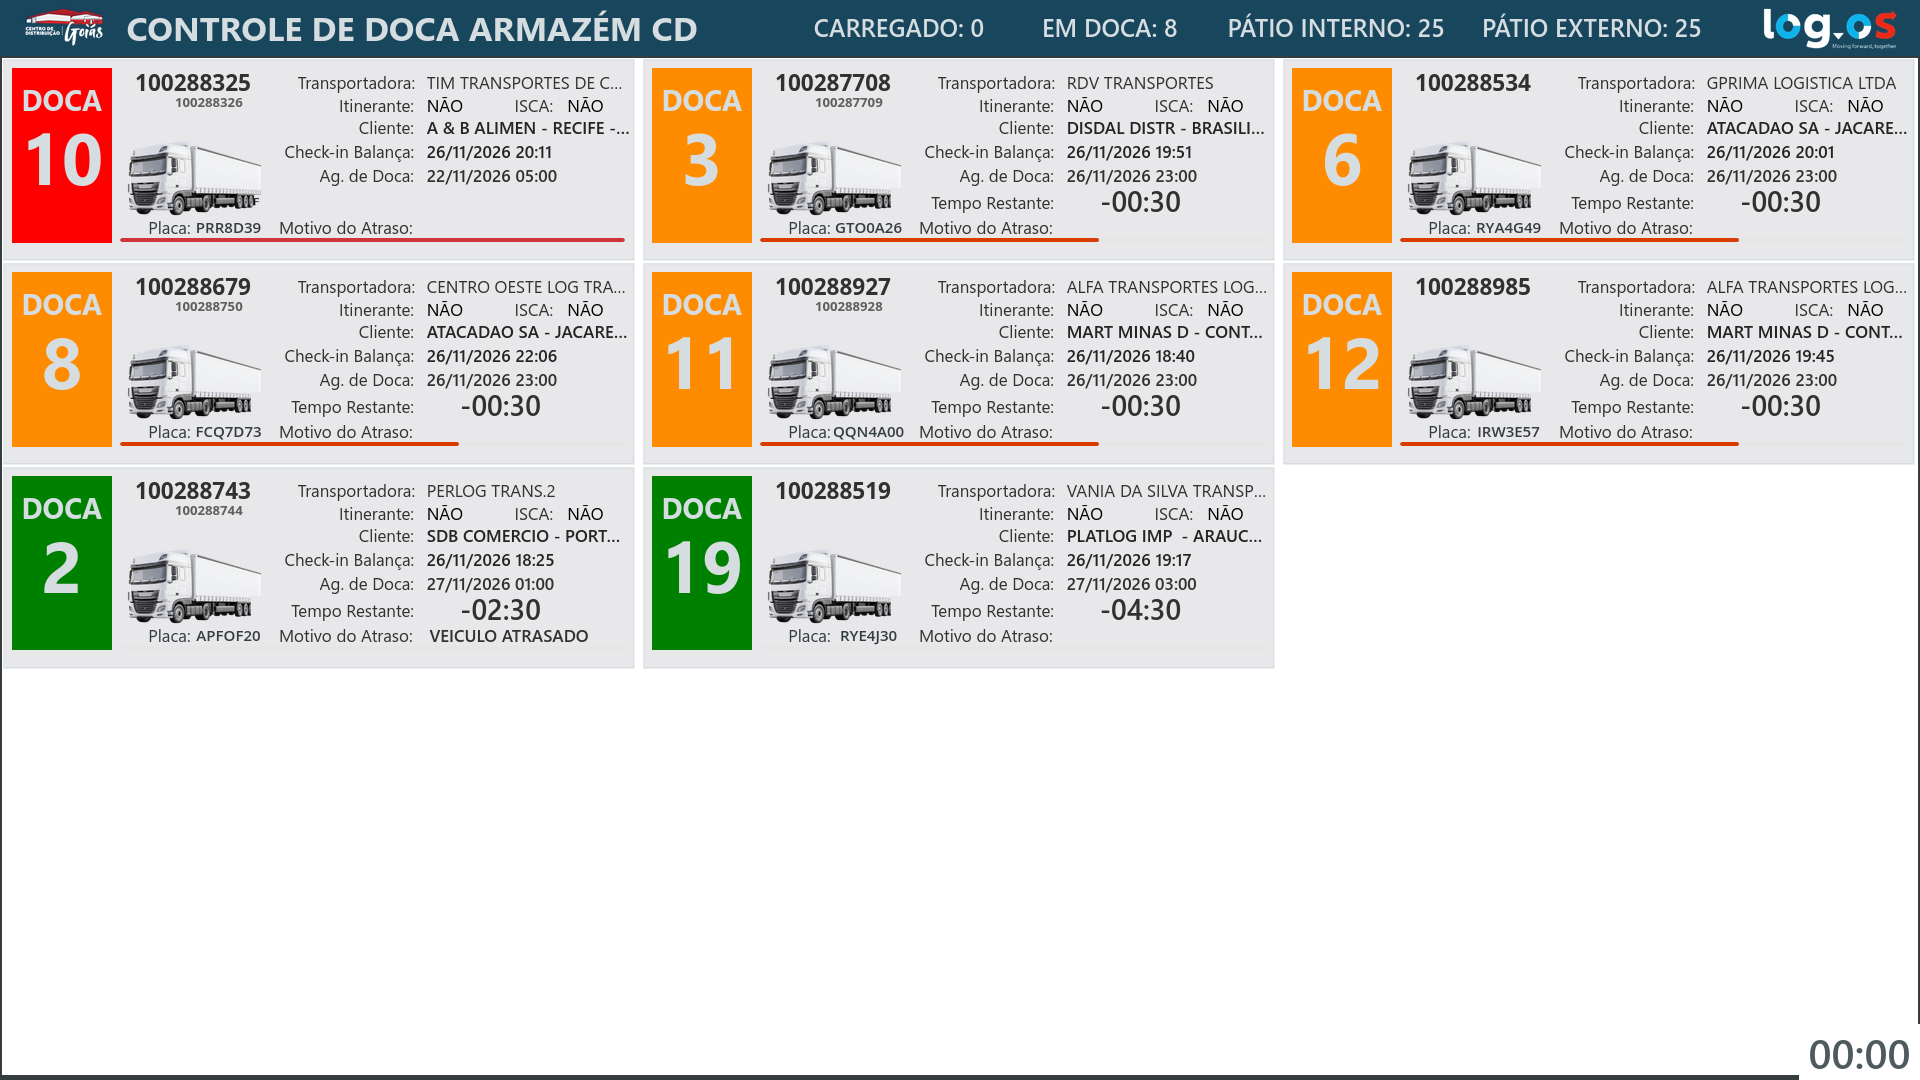 CENTRO DE
DISTRIBUIÇÃO
Goiás
CONTROLE DE DOCA ARMAZÉM CD
CARREGADO: 0
EM DOCA: 8
PÁTIO INTERNO: 25
PÁTIO EXTERNO: 25
log.os
Moving forward, together
DOCA
10
100288325
100288326
Transportadora: TIM TRANSPORTES DE C...
Itinerante: NÃO ISCA: NÃO
Cliente: A & B ALIMEN - RECIFE -...
Check-in Balança: 26/11/2026 20:11
Ag. de Doca: 22/11/2026 05:00
F
Placa: PRR8D39 Motivo do Atraso:
DOCA
3
100287708
100287709
Transportadora: RDV TRANSPORTES
Itinerante: NÃO ISCA: NÃO
Cliente: DISDAL DISTR - BRASILI...
Check-in Balança: 26/11/2026 19:51
Ag. de Doca: 26/11/2026 23:00
Tempo Restante: -00:30
Placa: GTO0A26 Motivo do Atraso:
DOCA
6
100288534
Transportadora: GPRIMA LOGISTICA LTDA
Itinerante: NÃO ISCA: NÃO
Cliente: ATACADAO SA - JACARE...
Check-in Balança: 26/11/2026 20:01
Ag. de Doca: 26/11/2026 23:00
Tempo Restante: -00:30
Placa: RYA4G49 Motivo do Atraso:
DOCA
8
100288679
100288750
Transportadora: CENTRO OESTE LOG TRA...
Itinerante: NÃO ISCA: NÃO
Cliente: ATACADAO SA - JACARE...
Check-in Balança: 26/11/2026 22:06
Ag. de Doca: 26/11/2026 23:00
Tempo Restante: -00:30
Placa: FCQ7D73 Motivo do Atraso:
DOCA
11
100288927
100288928
Transportadora: ALFA TRANSPORTES LOG...
Itinerante: NÃO ISCA: NÃO
Cliente: MART MINAS D - CONT...
Check-in Balança: 26/11/2026 18:40
Ag. de Doca: 26/11/2026 23:00
Tempo Restante: -00:30
Placa: QQN4A00 Motivo do Atraso:
DOCA
12
100288985
Transportadora: ALFA TRANSPORTES LOG...
Itinerante: NÃO ISCA: NÃO
Cliente: MART MINAS D - CONT...
Check-in Balança: 26/11/2026 19:45
Ag. de Doca: 26/11/2026 23:00
Tempo Restante: -00:30
Placa: IRW3E57 Motivo do Atraso:
DOCA
2
100288743
100288744
Transportadora: PERLOG TRANS.2
Itinerante: NÃO ISCA: NÃO
Cliente: SDB COMERCIO - PORT...
Check-in Balança: 26/11/2026 18:25
Ag. de Doca: 27/11/2026 01:00
Tempo Restante: -02:30
Placa: APFOF20 Motivo do Atraso: VEICULO ATRASADO
DOCA
19
100288519
Transportadora: VANIA DA SILVA TRANSP...
Itinerante: NÃO ISCA: NÃO
Cliente: PLATLOG IMP - ARAUC...
Check-in Balança: 26/11/2026 19:17
Ag. de Doca: 27/11/2026 03:00
Tempo Restante: -04:30
Placa: RYE4J30 Motivo do Atraso:
00:00